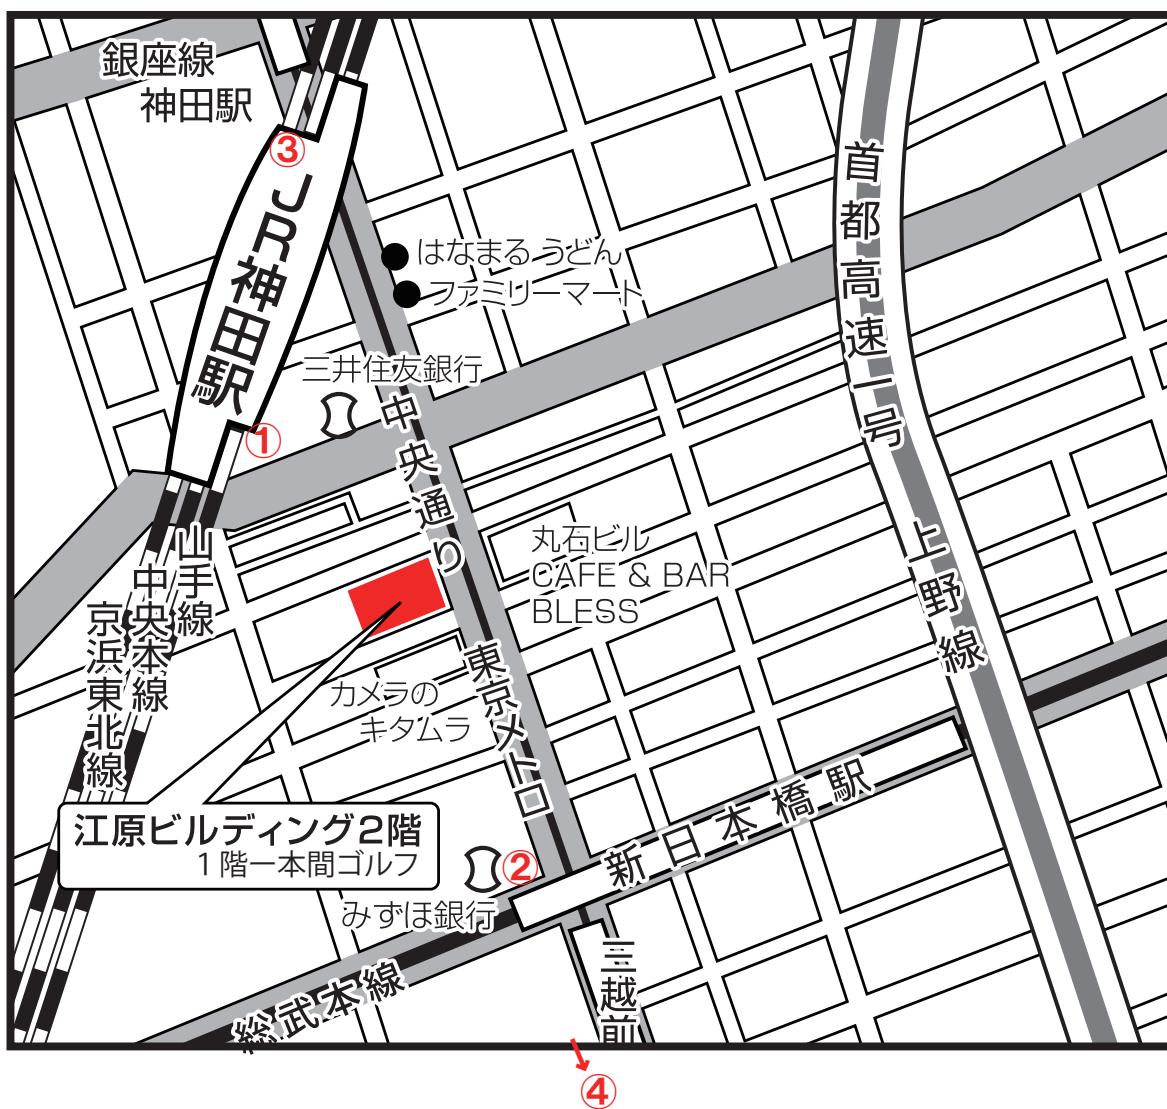 銀座線
神田駅
③
JR神田駅
首都高速一号
上野線
はなまるうどん
ファミリーマート
三井住友銀行
①
中央通り
山手線
中央本線
京浜東北線
丸石ビル
CAFE & BAR
BLESS
東京メトロ
カメラの
キタムラ
江原ビルディング2階
1階ー本間ゴルフ
②
みずほ銀行
新日本橋駅
総武本線
三越前
④